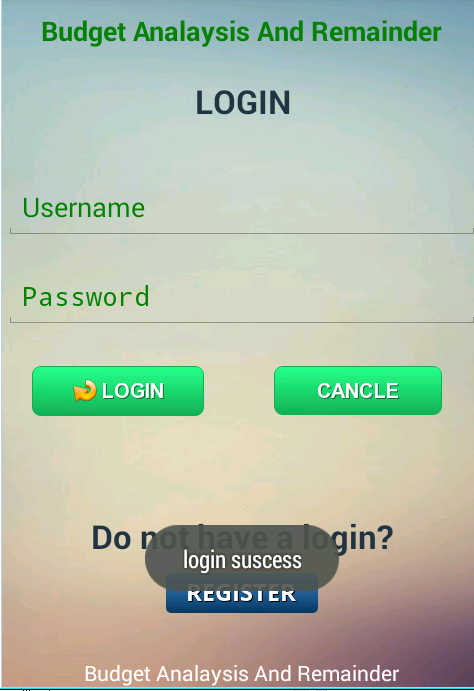 Budget Analaysis And Remainder
LOGIN
Username
Password
LOGIN
CANCLE
Do not have a login?
login suscess
REGISTER
Budget Analaysis And Remainder